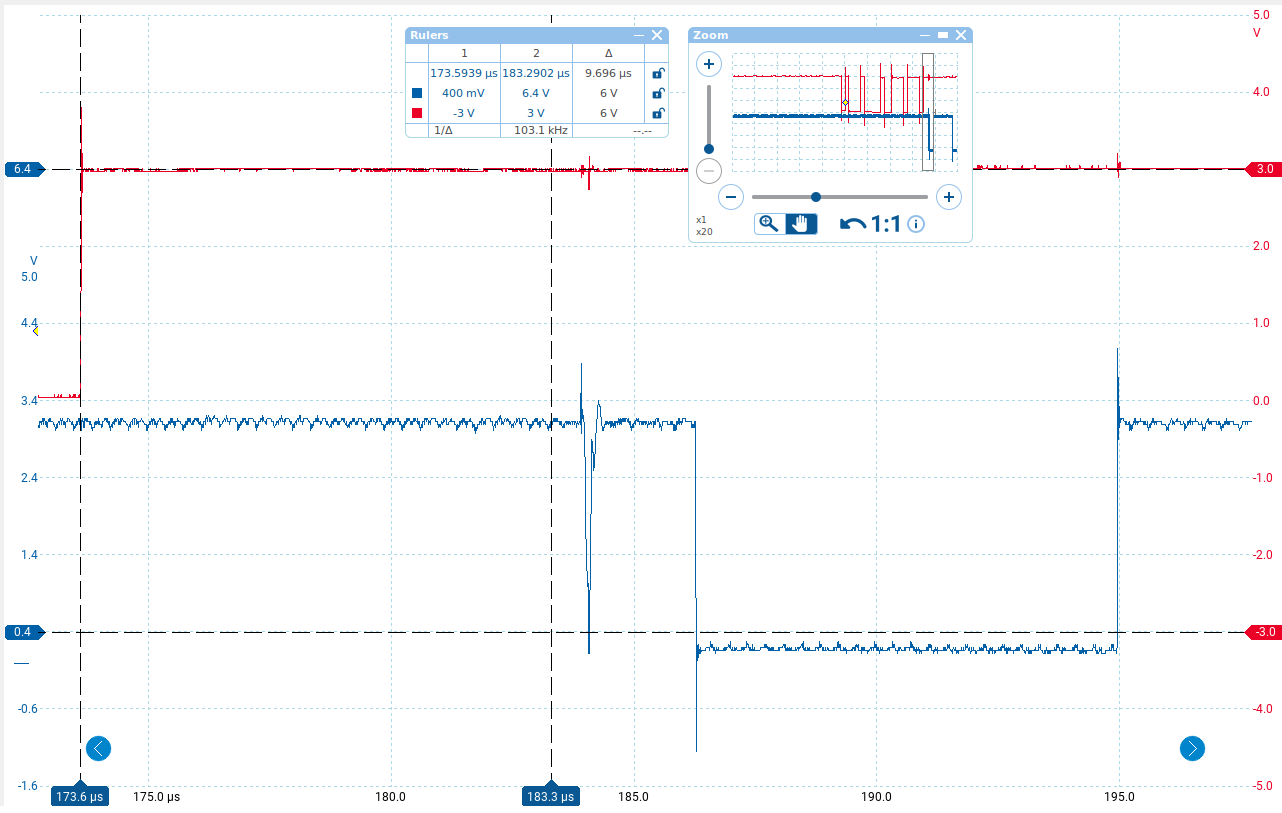 5.0
V
Rulers
Zoom
1 2 Δ
173.5939 µs 183.2902 µs 9.696 µs
400 mV 6.4 V 6 V
-3 V 3 V 6 V
1/Δ 103.1 kHz --.--
x1
x20
1:1
4.0
6.4
3.0
2.0
V
5.0
4.4
1.0
3.4
0.0
2.4
-1.0
1.4
-2.0
0.4
-3.0
-0.6
-4.0
-1.6
-5.0
173.6 µs 175.0 µs 180.0 183.3 µs 185.0 190.0 195.0